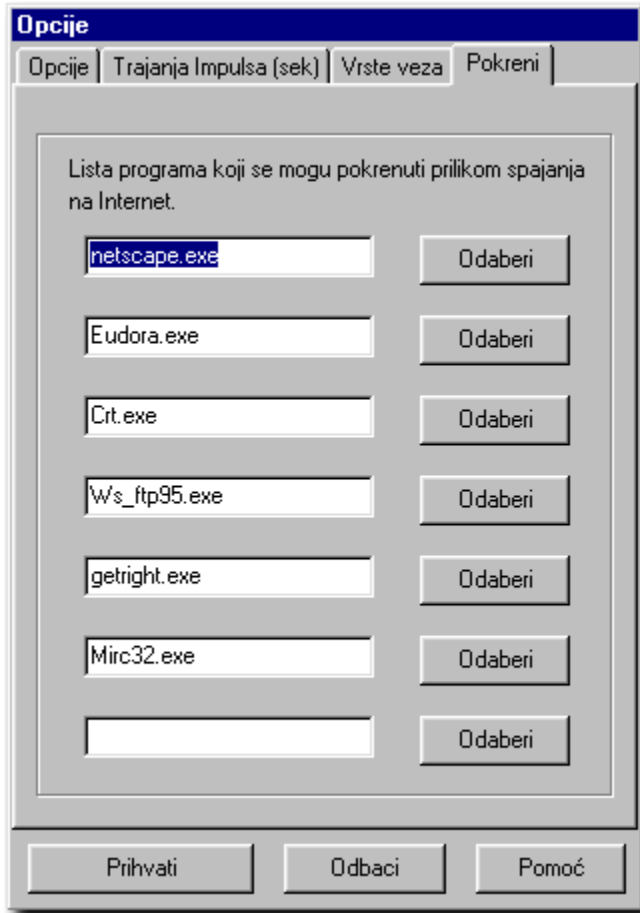 Opcije
Opcije Trajanja Impulsa (sek) Vrste veza Pokreni
Lista programa koji se mogu pokrenuti prilikom spajanja
na Internet.
netscape.exe Odaberi
Eudora.exe Odaberi
Crt.exe Odaberi
Ws_ftp95.exe Odaberi
getright.exe Odaberi
Mirc32.exe Odaberi
Odaberi
Prihvati Odbaci Pomoć